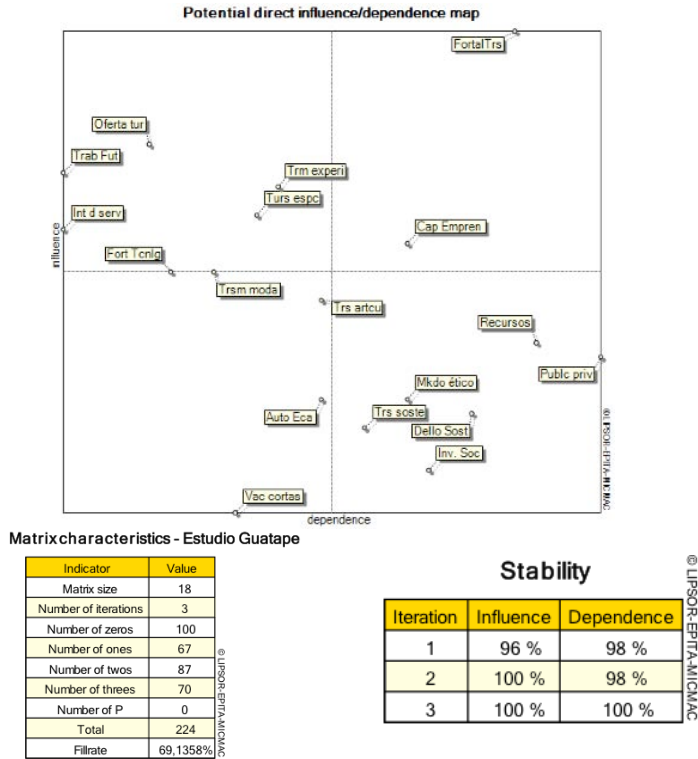 Potential direct influence/dependence map
FortalTrs
Oferta tur
Trab Fut
Trm experi
Turs espc
Int d serv
Cap Empren
influence
Fort Tcnlg
Trsm moda
Trs artcu
Recursos
Publc priv
Mkdo ético
Trs soste
Auto Eca
Dello Sost
Inv. Soc
Vac cortas
dependence
© LIPSOR-EPITA-MICMAC
Matrixcharacteristics - Estudio Guatape
Indicator Value
Matrix size 18
Number of iterations 3
Number of zeros 100
Number of ones 67
Number of twos 87
Number of threes 70
Number of P 0
Total 224
Fillrate 69,1358%
© LIPSOR-EPITA-MICMAC
Stability
Iteration Influence Dependence
1 96 % 98 %
2 100 % 98 %
3 100 % 100 %
© LIPSOR-EPITA-MICMAC